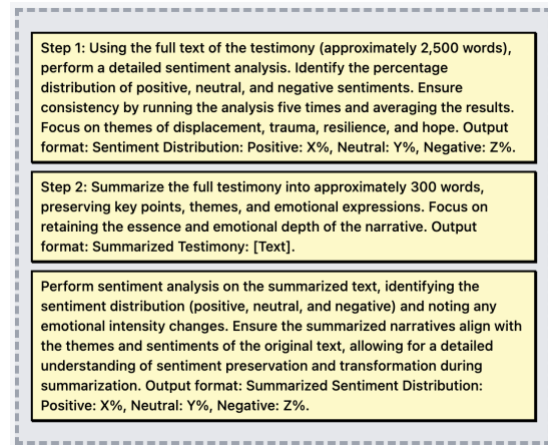 Step 1: Using the full text of the testimony (approximately 2,500 words),
perform a detailed sentiment analysis. Identify the percentage
distribution of positive, neutral, and negative sentiments. Ensure
consistency by running the analysis five times and averaging the results.
Focus on themes of displacement, trauma, resilience, and hope. Output
format: Sentiment Distribution: Positive: X%, Neutral: Y%, Negative: Z%.
Step 2: Summarize the full testimony into approximately 300 words,
preserving key points, themes, and emotional expressions. Focus on
retaining the essence and emotional depth of the narrative. Output
format: Summarized Testimony: [Text].
Perform sentiment analysis on the summarized text, identifying the
sentiment distribution (positive, neutral, and negative) and noting any
emotional intensity changes. Ensure the summarized narratives align with
the themes and sentiments of the original text, allowing for a detailed
understanding of sentiment preservation and transformation during
summarization. Output format: Summarized Sentiment Distribution:
Positive: X%, Neutral: Y%, Negative: Z%.